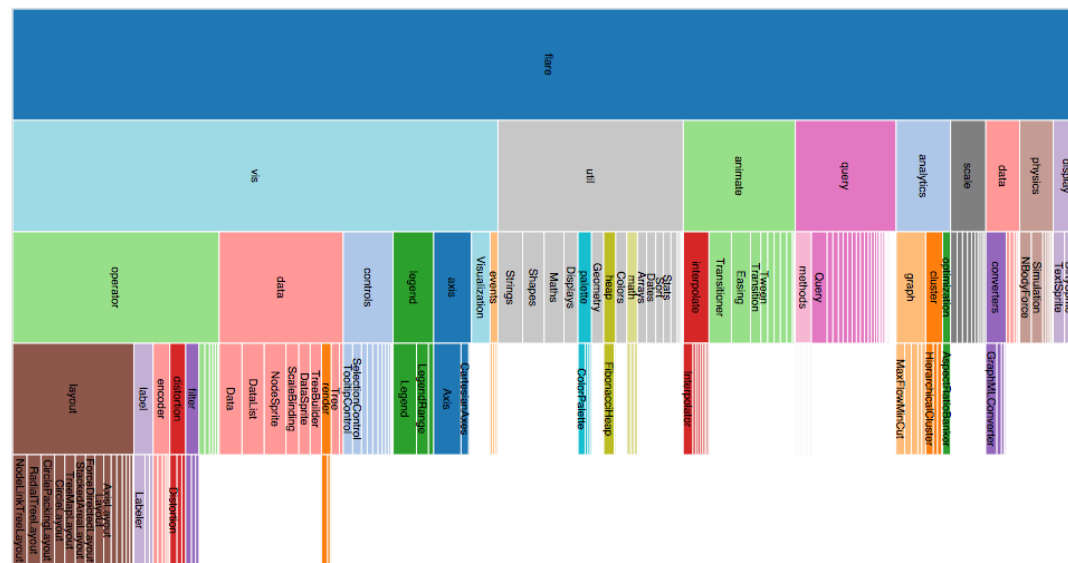 flare
vis
util
animate
query
analytics
scale
data
physics
display
operator
data
controls
legend
axis
Visualization
events
Strings
Shapes
Maths
Displays
palette
Geometry
heap
Colors
math
Arrays
Dates
Sort
Stats
interpolate
Transitioner
Easing
Transition
Tween
methods
Query
graph
cluster
optimization
converters
NBodyForce
Simulation
TextSprite
layout
label
encoder
distortion
filter
Data
DataList
NodeSprite
ScaleBinding
DataSprite
TreeBuilder
render
Tree
TooltipControl
SelectionControl
Legend
LegendRange
Axis
CartesianAxes
ColorPalette
FibonacciHeap
Interpolator
MaxFlowMinCut
HierarchicalCluster
AspectRatioBanker
GraphMLConverter
NodeLinkTreeLayout
RadialTreeLayout
CirclePackingLayout
CircleLayout
TreeMapLayout
StackedAreaLayout
ForceDirectedLayout
Layout
AxisLayout
Labeler
Distortion